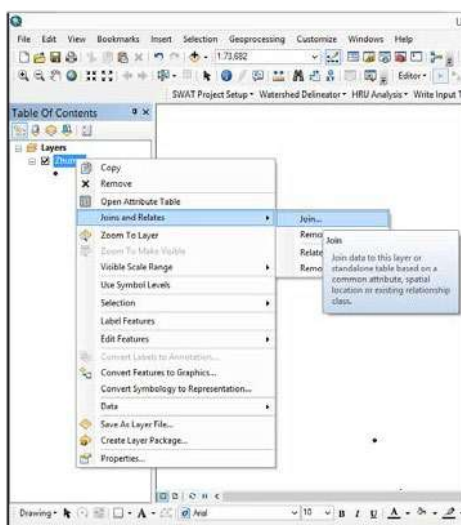 File Edit View Bookmarks Insert Selection Geoprocessing Customize Windows Help
1:73,682
Editor
SWAT Project Setup Watershed Delineator HRU Analysis Write Input T
Table Of Contents
Layers
Copy
Remove
Open Attribute Table
Joins and Relates
Join...
Remo
Relate
Remo
Join
Join data to this layer or
standalone table based on a
common attribute, spatial
location or existing relationship
class.
Zoom To Layer
Zoom To Make Visible
Visible Scale Range
Use Symbol Levels
Selection
Label Features
Edit Features
Convert Labels to Annotation...
Convert Features to Graphics...
Convert Symbology to Representation...
Data
Save As Layer File...
Create Layer Package...
Properties...
Drawing A Arial 10 B I U A